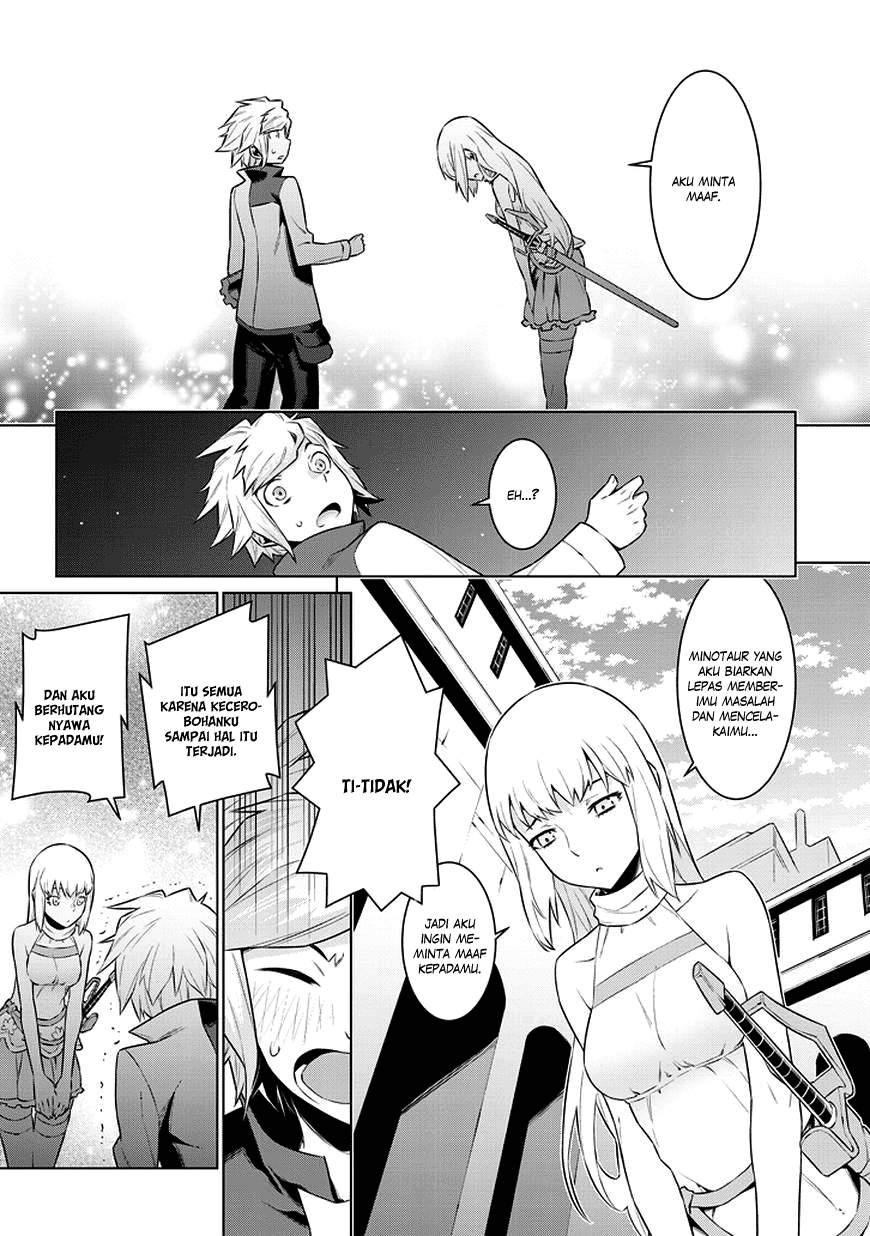 AKU MINTA
MAAF.
EH...?
MINOTAUR YANG
AKU BIARKAN
LEPAS MEMBER-
IMU MASALAH
DAN MENCELA-
KAIMU...
JADI AKU
INGIN ME-
MINTA MAAF
KEPADAMU.
TI-TIDAK!
ITU SEMUA
KARENA KECERO-
BOHANKU
SAMPAI HAL ITU
TERJADI.
DAN AKU
BERHUTANG
NYAWA
KEPADAMU!